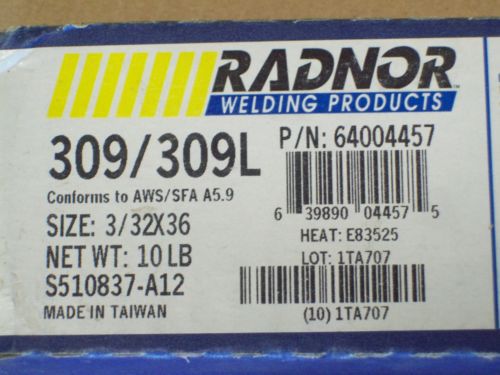 RADNOR
WELDING PRODUCTS
309/309L
P/N: 64004457
Conforms to AWS/SFA A5.9
6 39890 04457 5
SIZE: 3/32X36
HEAT: E83525
NET WT: 10 LB
LOT: 1TA707
S510837-A12
MADE IN TAIWAN
(10) 1TA707